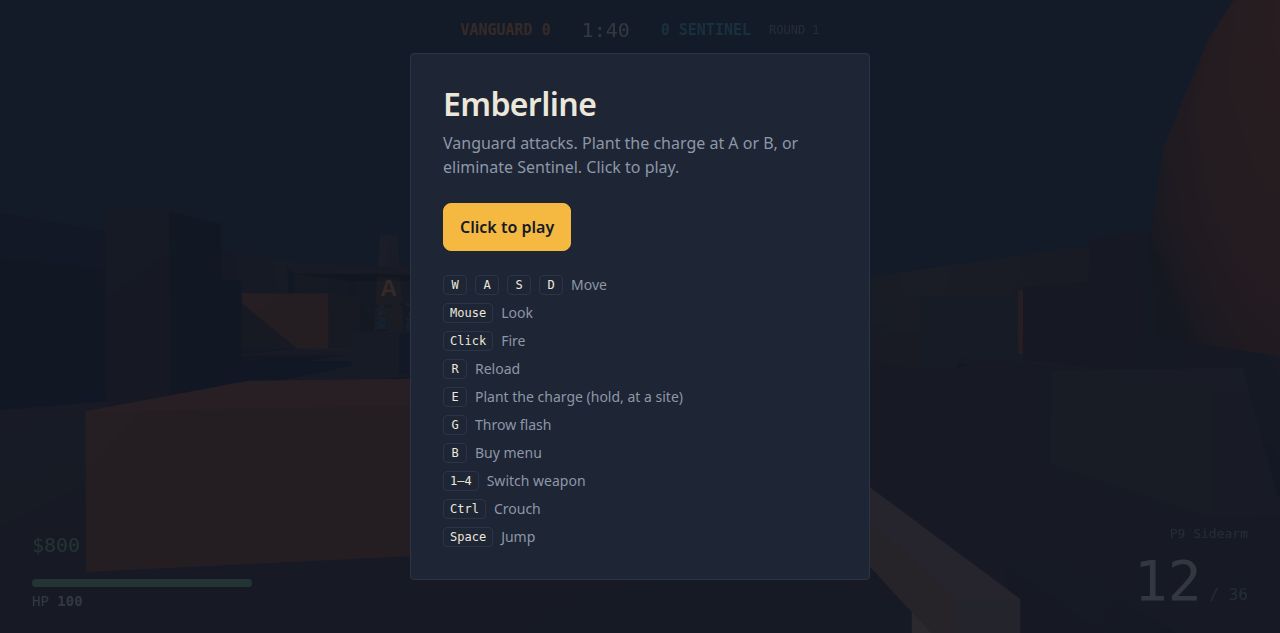 VANGUARD 0 1:40 0 SENTINEL ROUND 1
Emberline
Vanguard attacks. Plant the charge at A or B, or
eliminate Sentinel. Click to play.
Click to play
W A S D Move
Mouse Look
Click Fire
R Reload
E Plant the charge (hold, at a site)
G Throw flash
B Buy menu
1–4 Switch weapon
Ctrl Crouch
Space Jump
A
$800
HP 100
P9 Sidearm
12 / 36